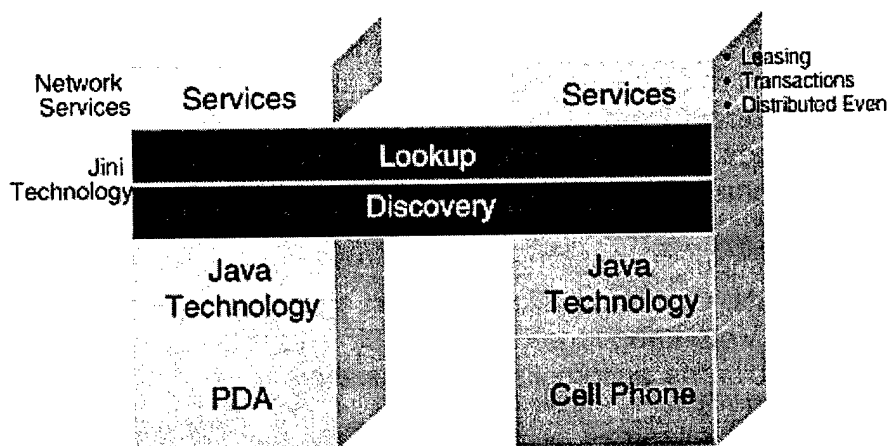 Network
Services
Services
Services
• Leasing
• Transactions
• Distributed Even
Jini
Technology
Lookup
Discovery
Java
Technology
Java
Technology
PDA
Cell Phone